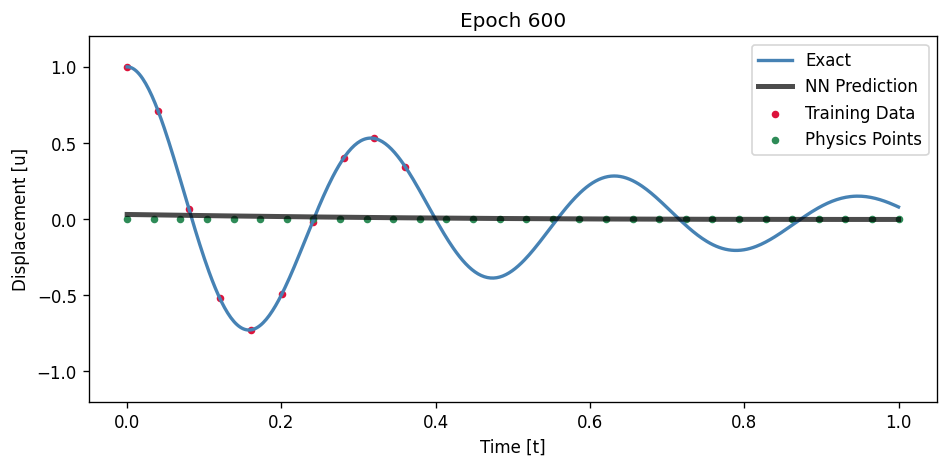 Epoch 600
Exact
NN Prediction
Training Data
Physics Points
1.0
0.5
0.0
−0.5
−1.0
Displacement [u]
0.0 0.2 0.4 0.6 0.8 1.0
Time [t]